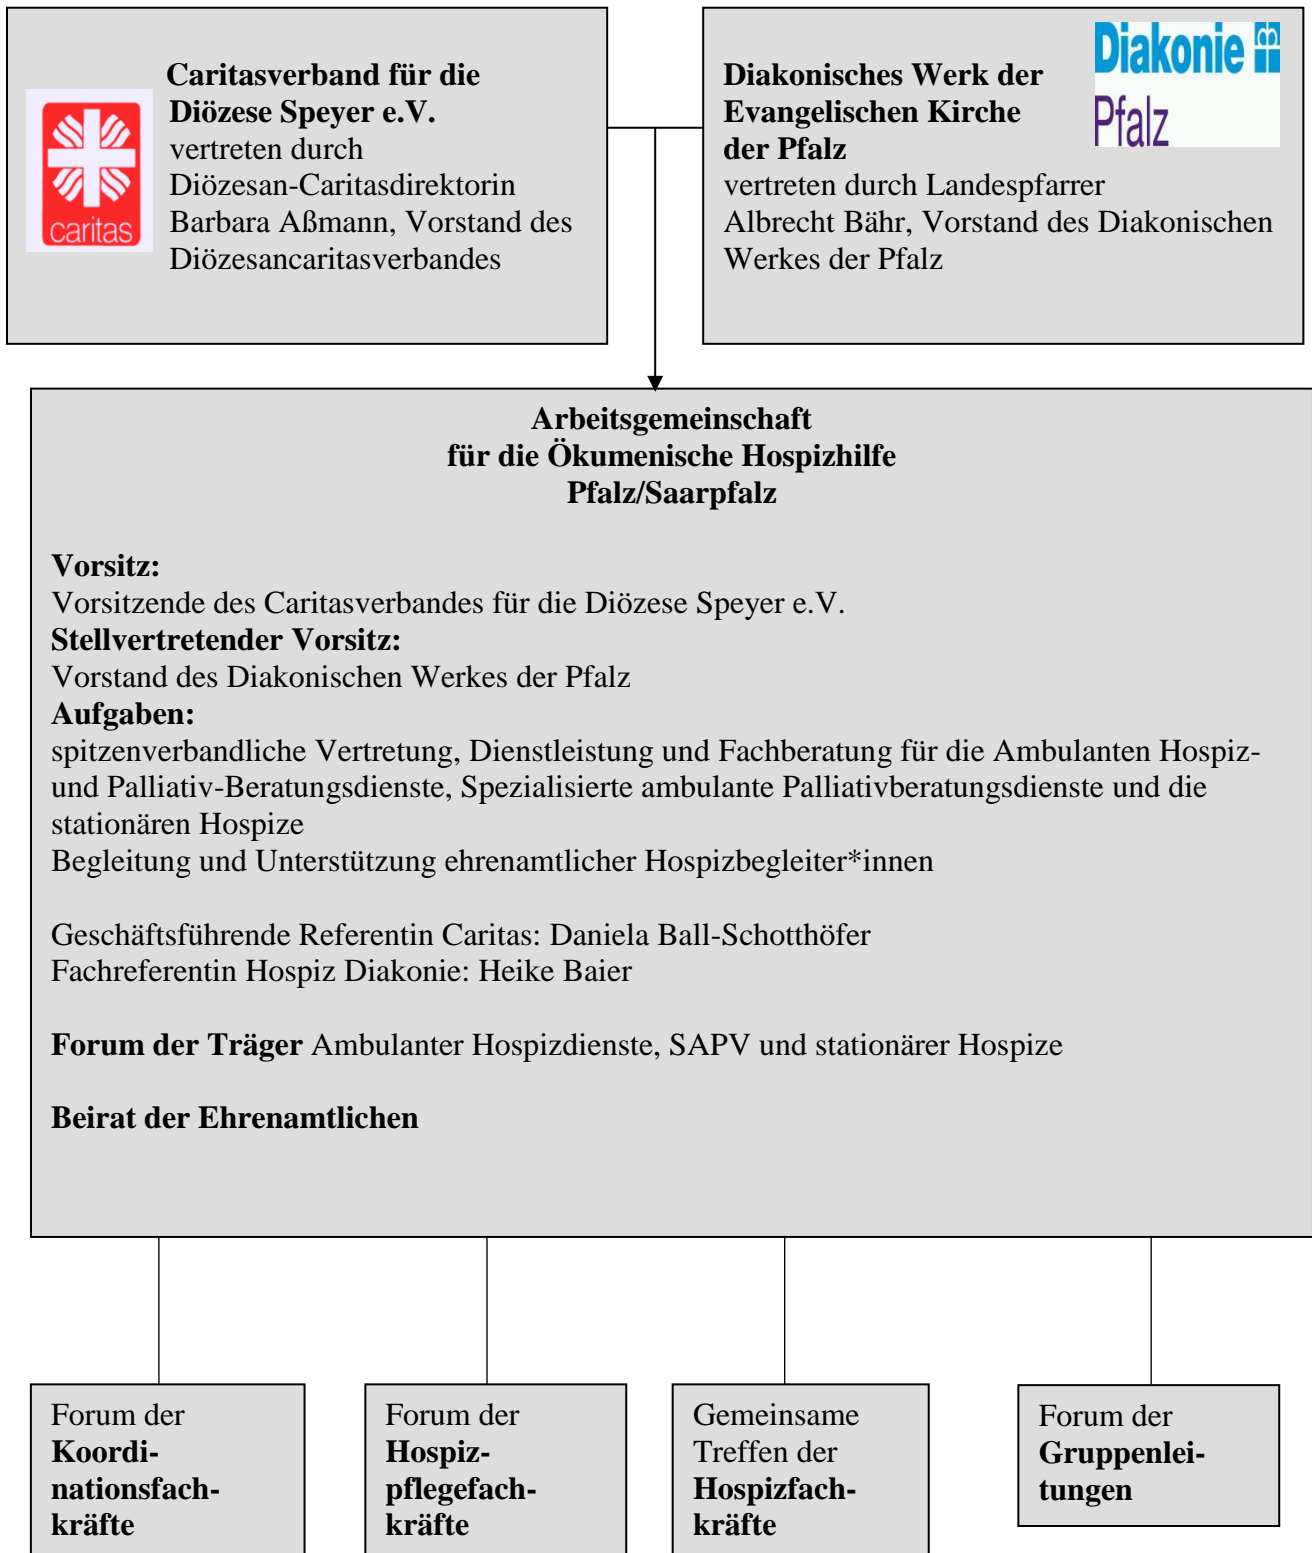 Caritasverband für die
Diözese Speyer e.V.
vertreten durch
Diözesan-Caritasdirektorin
Barbara Aßmann, Vorstand des
Diözesancaritasverbandes
caritas
Diakonie
Pfalz
Diakonisches Werk der
Evangelischen Kirche
der Pfalz
vertreten durch Landespfarrer
Albrecht Bähr, Vorstand des Diakonischen
Werkes der Pfalz
Arbeitsgemeinschaft
für die Ökumenische Hospizhilfe
Pfalz/Saarpfalz
Vorsitz:
Vorsitzende des Caritasverbandes für die Diözese Speyer e.V.
Stellvertretender Vorsitz:
Vorstand des Diakonischen Werkes der Pfalz
Aufgaben:
spitzenverbandliche Vertretung, Dienstleistung und Fachberatung für die Ambulanten Hospiz-
und Palliativ-Beratungsdienste, Spezialisierte ambulante Palliativberatungsdienste und die
stationären Hospize
Begleitung und Unterstützung ehrenamtlicher Hospizbegleiter*innen
Geschäftsführende Referentin Caritas: Daniela Ball-Schotthöfer
Fachreferentin Hospiz Diakonie: Heike Baier
Forum der Träger Ambulanter Hospizdienste, SAPV und stationärer Hospize
Beirat der Ehrenamtlichen
Forum der
Koordi-
nationsfach-
kräfte
Forum der
Hospiz-
pflegefach-
kräfte
Gemeinsame
Treffen der
Hospizfach-
kräfte
Forum der
Gruppenlei-
tungen